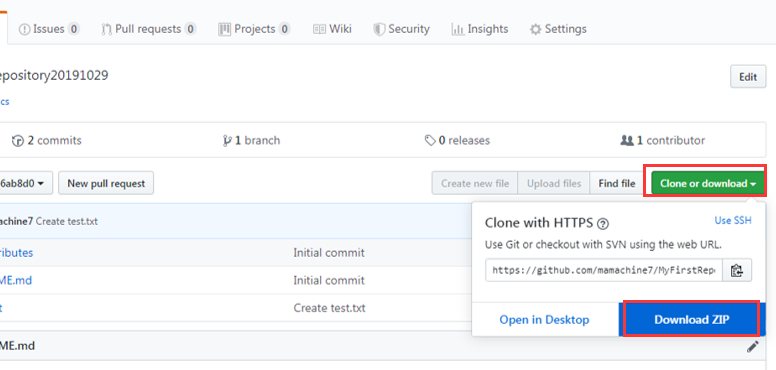 Issues 0 Pull requests 0 Projects 0 Wiki Security Insights Settings
epository20191029
Edit
cs
2 commits 1 branch 0 releases 1 contributor
6ab8d0 New pull request Create new file Upload files Find file Clone or download
machine7 Create test.txt
Clone with HTTPS Use SSH
Use Git or checkout with SVN using the web URL.
ributes Initial commit
https://github.com/mamachine7/MyFirstRep
ME.md Initial commit
t Create test.txt
Open in Desktop Download ZIP
ME.md